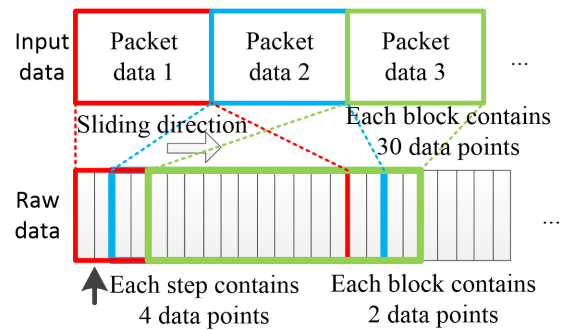 Input
data
Packet
data 1
Packet
data 2
Packet
data 3
...
Sliding direction
Each block contains
30 data points
Raw
data
...
Each step contains
4 data points
Each block contains
2 data points